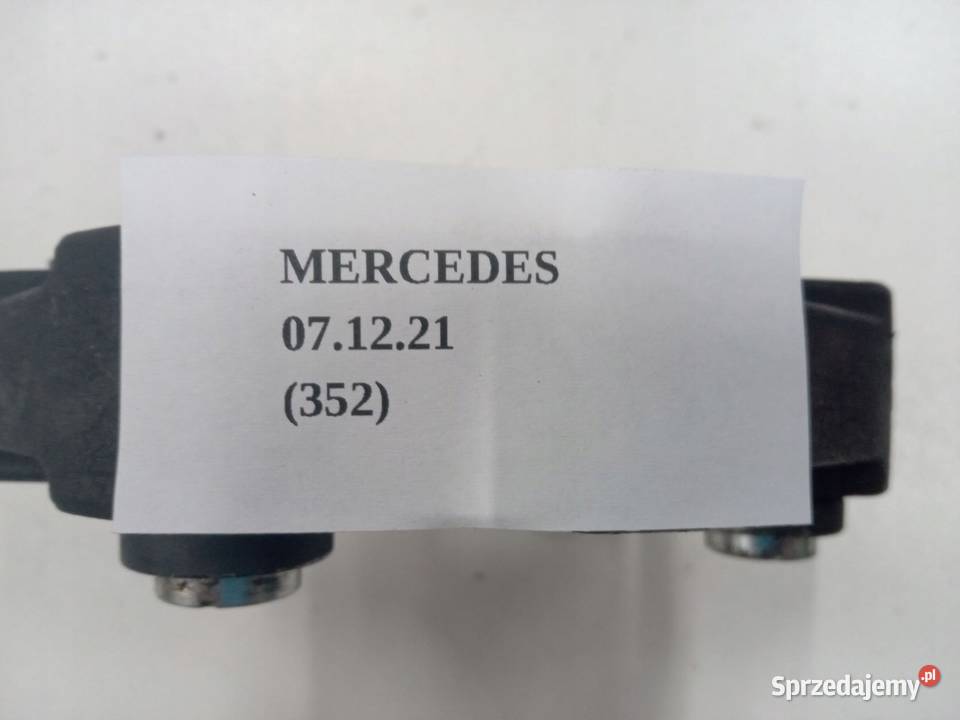 MERCEDES
07.12.21
(352)
Sprzedajemy.pl